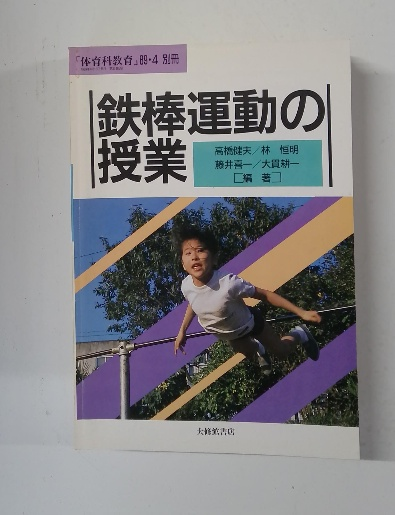 「体育科教育」89・4 別冊
鉄棒運動の
授業
高橋健夫／林　恒明
藤井喜一／大貫耕一
□編　著□
大修館書店